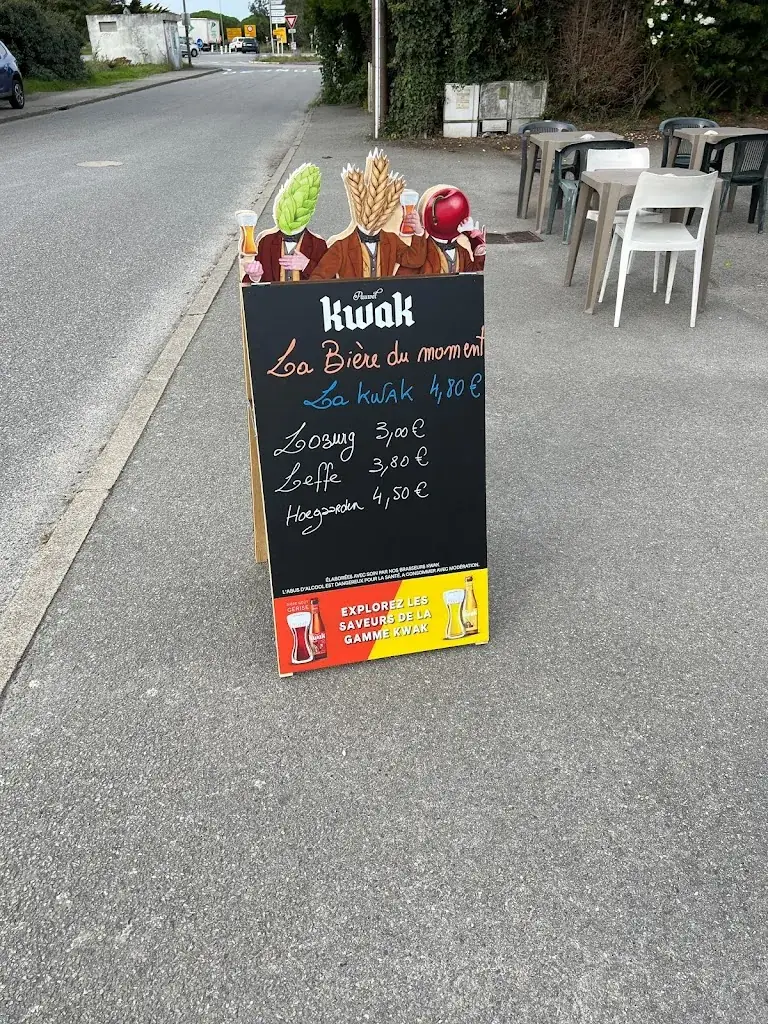 Pauwel
kwak
La Bière du moment
La KWAK 4,80 €
Lozurg 3,00 €
Leffe 3,80 €
Hoegaarden 4,50 €
ÉLABORÉES AVEC SOIN PAR NOS BRASSEURS KWAK
L'ABUS D'ALCOOL EST DANGEREUX POUR LA SANTÉ, A CONSOMMER AVEC MODÉRATION.
CERISE
EXPLOREZ LES
SAVEURS DE LA
GAMME KWAK